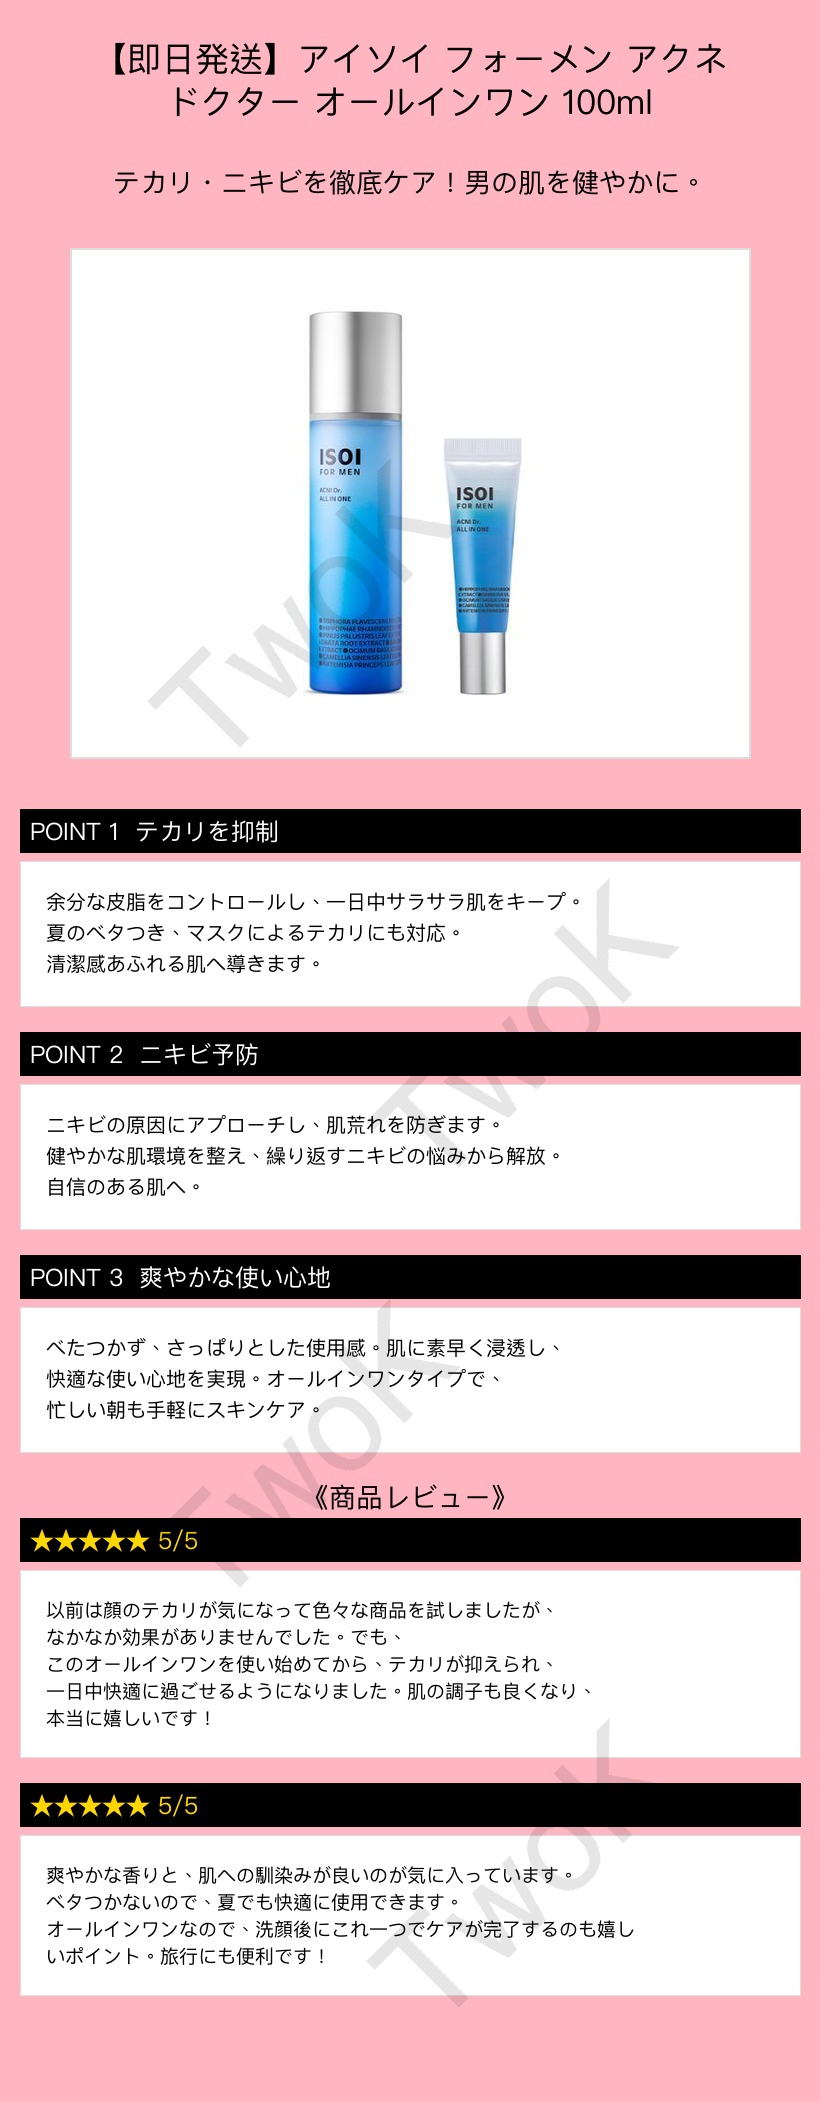 【即日発送】アイソイ フォーメン アクネ
ドクター オールインワン 100ml
テカリ・ニキビを徹底ケア！男の肌を健やかに。
ISOI
FOR MEN
ACNI Dr.
ALL IN ONE
ISOI
FOR MEN
ACNI Dr.
ALL IN ONE
TwoK
POINT 1 テカリを抑制
余分な皮脂をコントロールし、一日中サラサラ肌をキープ。
夏のベタつき、マスクによるテカリにも対応。
清潔感あふれる肌へ導きます。
TwoK
POINT 2 ニキビ予防
ニキビの原因にアプローチし、肌荒れを防ぎます。
健やかな肌環境を整え、繰り返すニキビの悩みから解放。
自信のある肌へ。
POINT 3 爽やかな使い心地
べたつかず、さっぱりとした使用感。肌に素早く浸透し、
快適な使い心地を実現。オールインワンタイプで、
忙しい朝も手軽にスキンケア。
TwoK
《商品レビュー》
★★★★★ 5/5
以前は顔のテカリが気になって色々な商品を試しましたが、
なかなか効果がありませんでした。でも、
このオールインワンを使い始めてから、テカリが抑えられ、
一日中快適に過ごせるようになりました。肌の調子も良くなり、
本当に嬉しいです！
★★★★★ 5/5
爽やかな香りと、肌への馴染みが良いのが気に入っています。
ベタつかないので、夏でも快適に使用できます。
オールインワンなので、洗顔後にこれ一つでケアが完了するのも嬉し
いポイント。旅行にも便利です！
TwoK